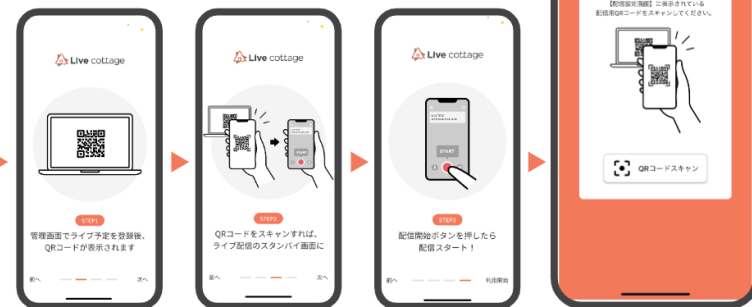 Live cottage
STEP1
管理画面でライブ予定を登録後、
QRコードが表示されます
前へ
次へ
Live cottage
STEP2
QRコードをスキャンすれば、
ライブ配信のスタンバイ画面に
前へ
次へ
Live cottage
START
STEP3
配信開始ボタンを押したら
配信スタート！
前へ
利用開始
【配信設定画面】に表示されている
配信用QRコードをスキャンしてください。
QRコードスキャン